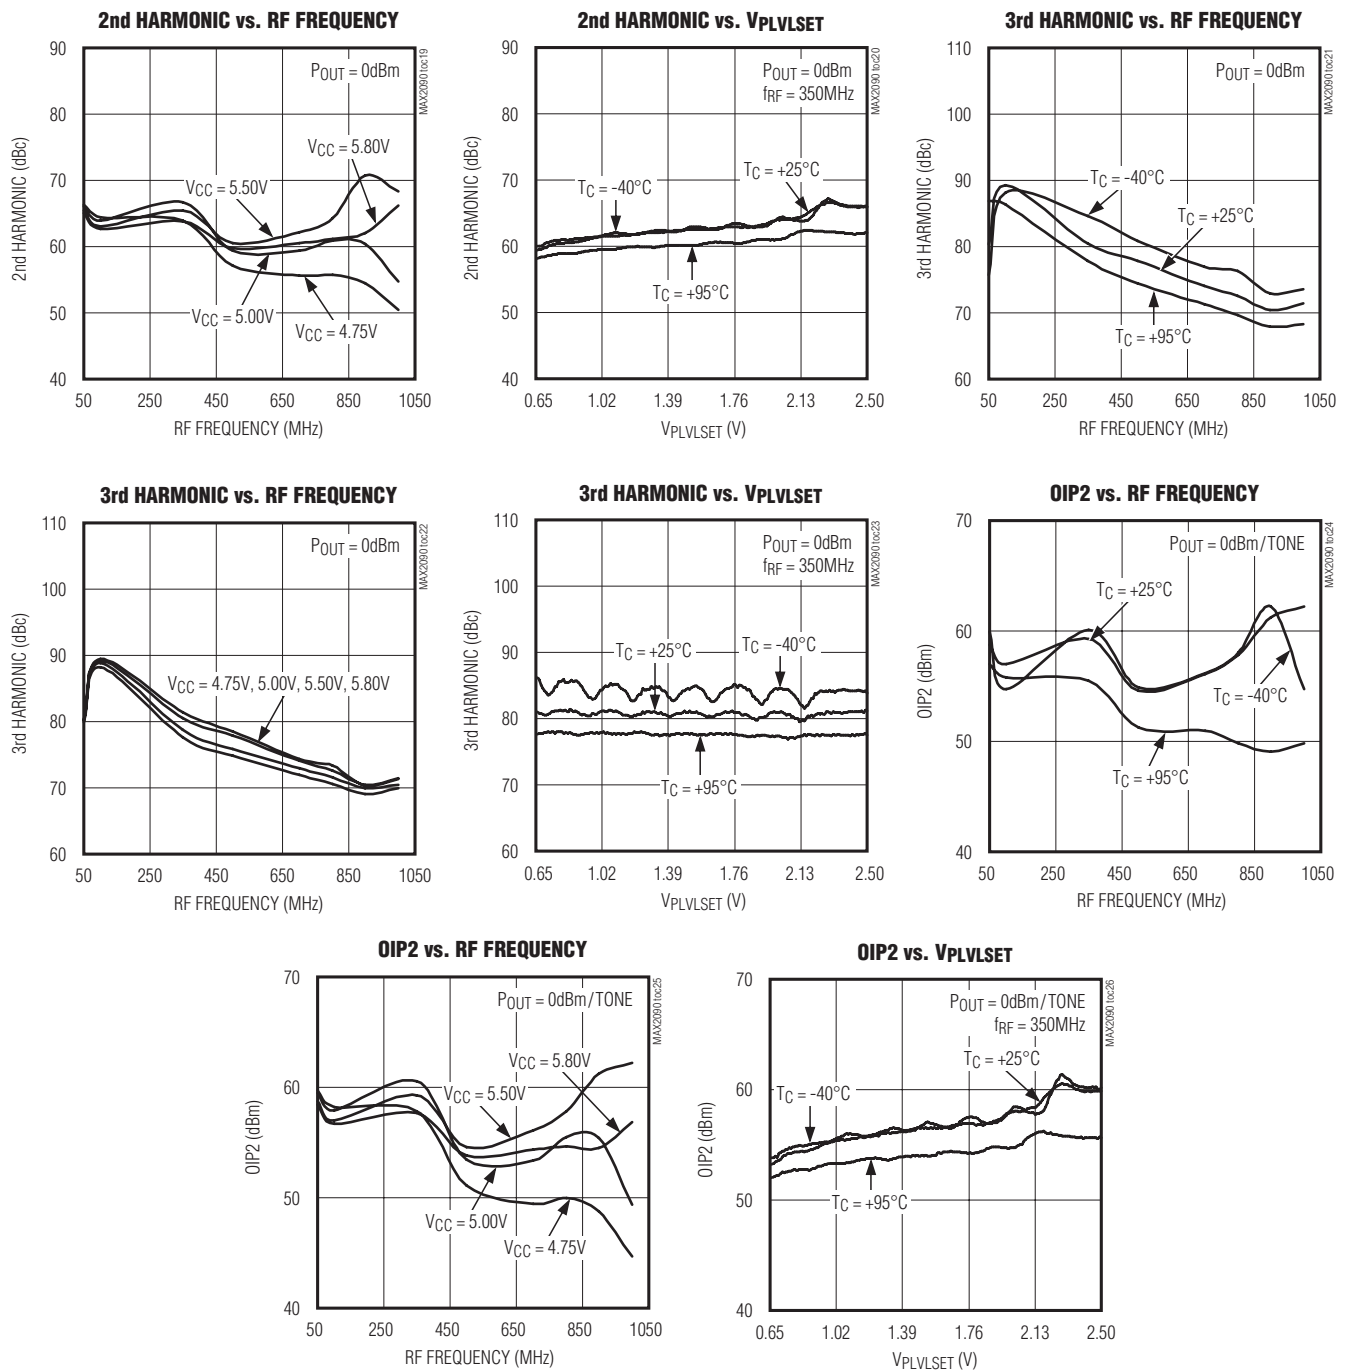 2nd HARMONIC vs. RF FREQUENCY
2nd HARMONIC (dBc)
90
80
70
60
50
40
POUT = 0dBm
VCC = 5.80V
VCC = 5.50V
VCC = 5.00V
VCC = 4.75V
50 250 450 650 850 1050
RF FREQUENCY (MHz)
MAX2090 toc19
2nd HARMONIC vs. VPLVLSET
2nd HARMONIC (dBc)
90
80
70
60
50
40
POUT = 0dBm
fRF = 350MHz
TC = +25°C
TC = -40°C
TC = +95°C
0.65 1.02 1.39 1.76 2.13 2.50
VPLVLSET (V)
MAX2090 toc20
3rd HARMONIC vs. RF FREQUENCY
3rd HARMONIC (dBc)
110
100
90
80
70
60
POUT = 0dBm
TC = -40°C
TC = +25°C
TC = +95°C
50 250 450 650 850 1050
RF FREQUENCY (MHz)
MAX2090 toc21
3rd HARMONIC vs. RF FREQUENCY
3rd HARMONIC (dBc)
110
100
90
80
70
60
POUT = 0dBm
VCC = 4.75V, 5.00V, 5.50V, 5.80V
50 250 450 650 850 1050
RF FREQUENCY (MHz)
MAX2090 toc22
3rd HARMONIC vs. VPLVLSET
3rd HARMONIC (dBc)
110
100
90
80
70
60
POUT = 0dBm
fRF = 350MHz
TC = -40°C
TC = +25°C
TC = +95°C
0.65 1.02 1.39 1.76 2.13 2.50
VPLVLSET (V)
MAX2090 toc23
OIP2 vs. RF FREQUENCY
OIP2 (dBm)
70
60
50
40
POUT = 0dBm/TONE
TC = +25°C
TC = -40°C
TC = +95°C
50 250 450 650 850 1050
RF FREQUENCY (MHz)
MAX2090 toc24
OIP2 vs. RF FREQUENCY
OIP2 (dBm)
70
60
50
40
POUT = 0dBm/TONE
VCC = 5.80V
VCC = 5.50V
VCC = 5.00V
VCC = 4.75V
50 250 450 650 850 1050
RF FREQUENCY (MHz)
MAX2090 toc25
OIP2 vs. VPLVLSET
OIP2 (dBm)
70
60
50
40
POUT = 0dBm/TONE
fRF = 350MHz
TC = +25°C
TC = -40°C
TC = +95°C
0.65 1.02 1.39 1.76 2.13 2.50
VPLVLSET (V)
MAX2090 toc26